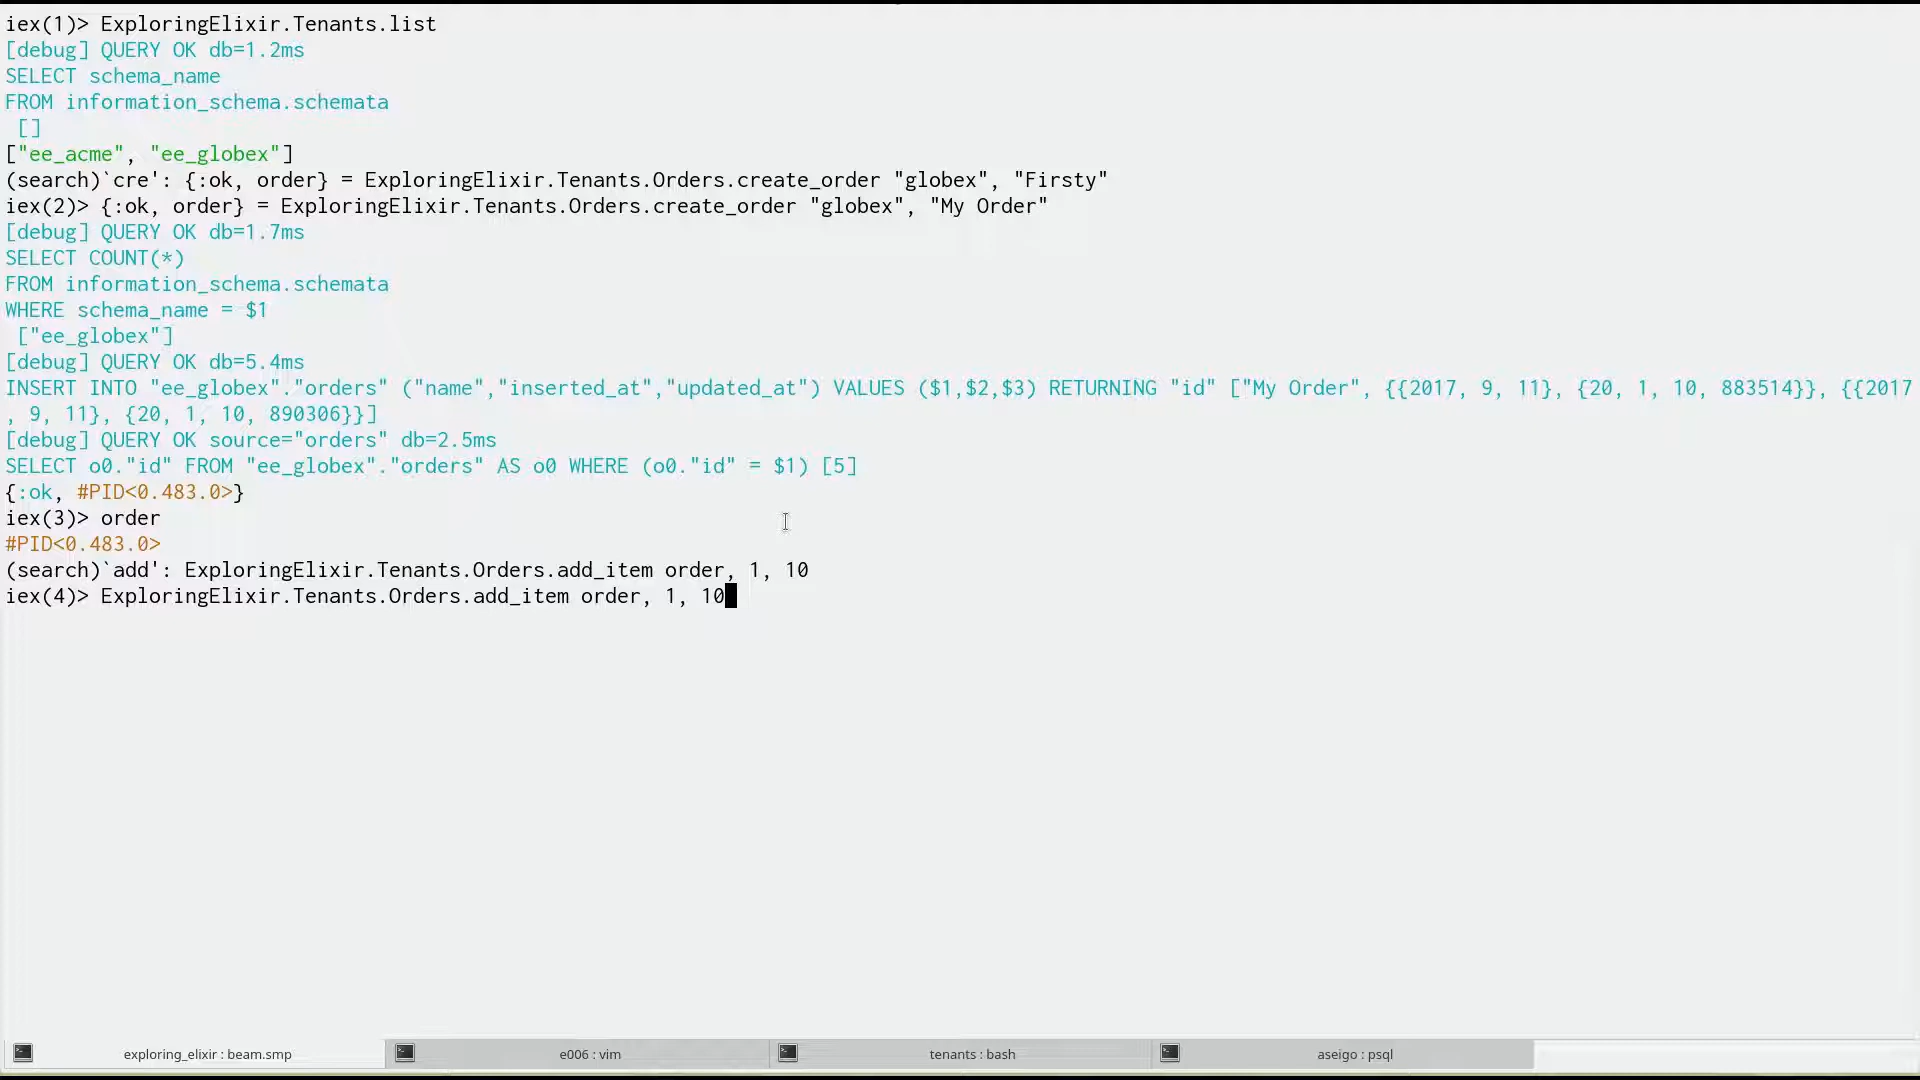 iex(1)> ExploringElixir.Tenants.list
[debug] QUERY OK db=1.2ms
SELECT schema_name
FROM information_schema.schemata
 []
["ee_acme", "ee_globex"]
(search)`cre': {:ok, order} = ExploringElixir.Tenants.Orders.create_order "globex", "Firsty"
iex(2)> {:ok, order} = ExploringElixir.Tenants.Orders.create_order "globex", "My Order"
[debug] QUERY OK db=1.7ms
SELECT COUNT(*)
FROM information_schema.schemata
WHERE schema_name = $1
 ["ee_globex"]
[debug] QUERY OK db=5.4ms
INSERT INTO "ee_globex"."orders" ("name","inserted_at","updated_at") VALUES ($1,$2,$3) RETURNING "id" ["My Order", {{2017, 9, 11}, {20, 1, 10, 883514}}, {{2017
, 9, 11}, {20, 1, 10, 890306}}]
[debug] QUERY OK source="orders" db=2.5ms
SELECT o0."id" FROM "ee_globex"."orders" AS o0 WHERE (o0."id" = $1) [5]
{:ok, #PID<0.483.0>}
iex(3)> order
#PID<0.483.0>
(search)`add': ExploringElixir.Tenants.Orders.add_item order, 1, 10
iex(4)> ExploringElixir.Tenants.Orders.add_item order, 1, 10
exploring_elixir : beam.smp
e006 : vim
tenants : bash
aseigo : psql